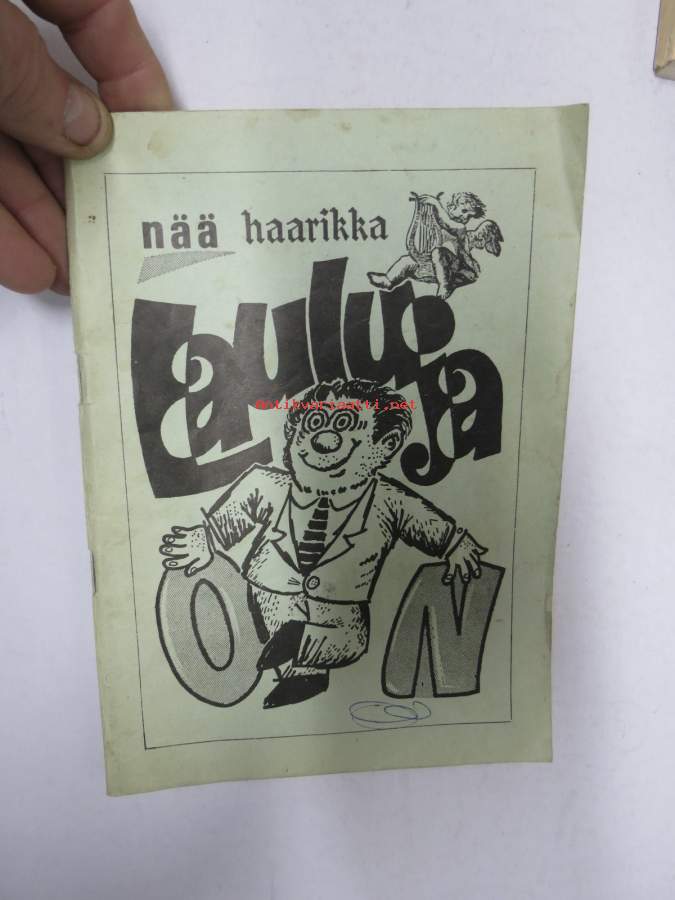 nää haarikka
Lauluja
Antikvariaatti.net
ON